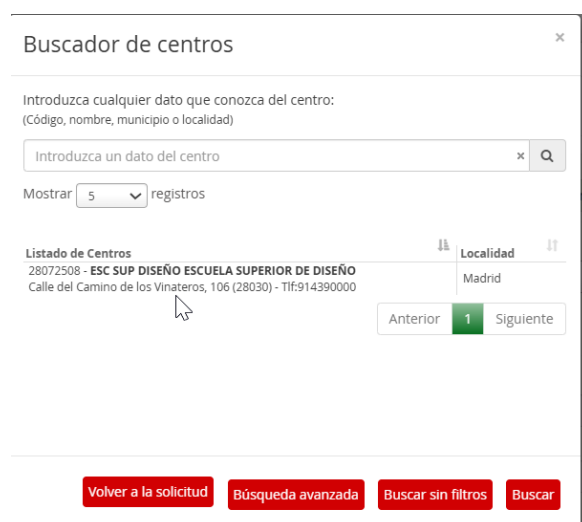 Buscador de centros ×
Introduzca cualquier dato que conozca del centro:
(Código, nombre, municipio o localidad)
Introduzca un dato del centro ×
Mostrar 5 registros
Listado de Centros Localidad
28072508 - ESC SUP DISEÑO ESCUELA SUPERIOR DE DISEÑO Madrid
Calle del Camino de los Vinateros, 106 (28030) - Tlf:914390000
Anterior 1 Siguiente
Volver a la solicitud Búsqueda avanzada Buscar sin filtros Buscar